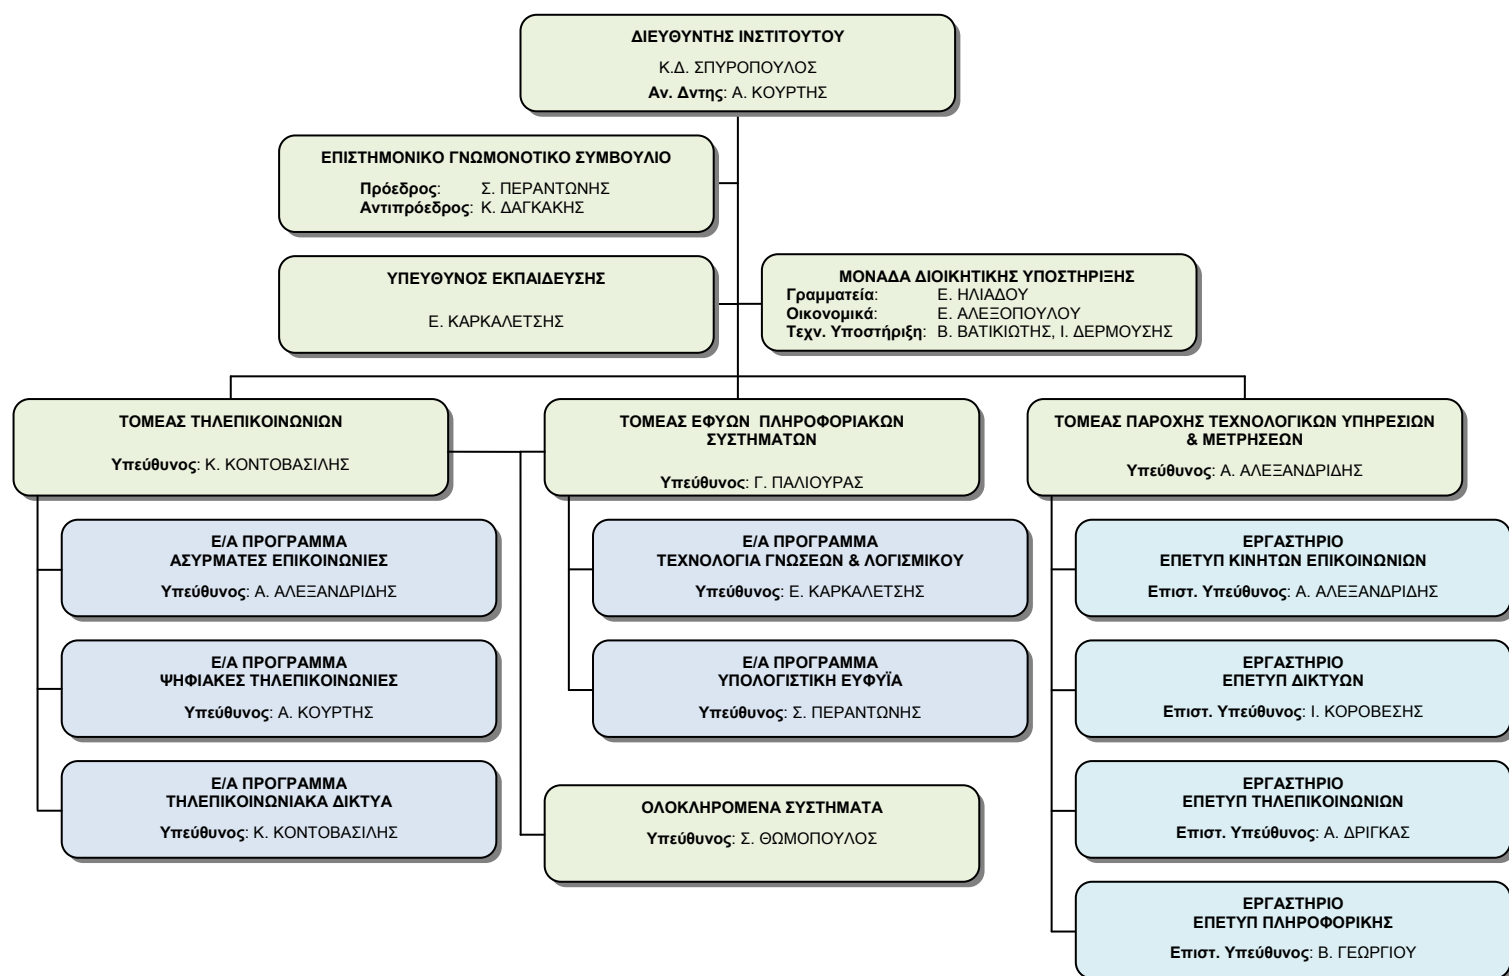 ΔΙΕΥΘΥΝΤΗΣ ΙΝΣΤΙΤΟΥΤΟΥ
Κ.Δ. ΣΠΥΡΟΠΟΥΛΟΣ
Αν. Δντης: Α. ΚΟΥΡΤΗΣ
ΕΠΙΣΤΗΜΟΝΙΚΟ ΓΝΩΜΟΝΟΤΙΚΟ ΣΥΜΒΟΥΛΙΟ
Πρόεδρος: Σ. ΠΕΡΑΝΤΩΝΗΣ
Αντιπρόεδρος: Κ. ΔΑΓΚΑΚΗΣ
ΥΠΕΥΘΥΝΟΣ ΕΚΠΑΙΔΕΥΣΗΣ
Ε. ΚΑΡΚΑΛΕΤΣΗΣ
ΜΟΝΑΔΑ ΔΙΟΙΚΗΤΙΚΗΣ ΥΠΟΣΤΗΡΙΞΗΣ
Γραμματεία: Ε. ΗΛΙΑΔΟΥ
Οικονομικά: Ε. ΑΛΕΞΟΠΟΥΛΟΥ
Τεχν. Υποστήριξη: Β. ΒΑΤΙΚΙΩΤΗΣ, Ι. ΔΕΡΜΟΥΣΗΣ
ΤΟΜΕΑΣ ΤΗΛΕΠΙΚΟΙΝΩΝΙΩΝ
Υπεύθυνος: Κ. ΚΟΝΤΟΒΑΣΙΛΗΣ
Ε/Α ΠΡΟΓΡΑΜΜΑ
ΑΣΥΡΜΑΤΕΣ ΕΠΙΚΟΙΝΩΝΙΕΣ
Υπεύθυνος: Α. ΑΛΕΞΑΝΔΡΙΔΗΣ
Ε/Α ΠΡΟΓΡΑΜΜΑ
ΨΗΦΙΑΚΕΣ ΤΗΛΕΠΙΚΟΙΝΩΝΙΕΣ
Υπεύθυνος: Α. ΚΟΥΡΤΗΣ
Ε/Α ΠΡΟΓΡΑΜΜΑ
ΤΗΛΕΠΙΚΟΙΝΩΝΙΑΚΑ ΔΙΚΤΥΑ
Υπεύθυνος: Κ. ΚΟΝΤΟΒΑΣΙΛΗΣ
ΤΟΜΕΑΣ ΕΦΥΩΝ ΠΛΗΡΟΦΟΡΙΑΚΩΝ
ΣΥΣΤΗΜΑΤΩΝ
Υπεύθυνος: Γ. ΠΑΛΙΟΥΡΑΣ
Ε/Α ΠΡΟΓΡΑΜΜΑ
ΤΕΧΝΟΛΟΓΙΑ ΓΝΩΣΕΩΝ & ΛΟΓΙΣΜΙΚΟΥ
Υπεύθυνος: Ε. ΚΑΡΚΑΛΕΤΣΗΣ
Ε/Α ΠΡΟΓΡΑΜΜΑ
ΥΠΟΛΟΓΙΣΤΙΚΗ ΕΥΦΥΪΑ
Υπεύθυνος: Σ. ΠΕΡΑΝΤΩΝΗΣ
ΟΛΟΚΛΗΡΟΜΕΝΑ ΣΥΣΤΗΜΑΤΑ
Υπεύθυνος: Σ. ΘΩΜΟΠΟΥΛΟΣ
ΤΟΜΕΑΣ ΠΑΡΟΧΗΣ ΤΕΧΝΟΛΟΓΙΚΩΝ ΥΠΗΡΕΣΙΩΝ
& ΜΕΤΡΗΣΕΩΝ
Υπεύθυνος: Α. ΑΛΕΞΑΝΔΡΙΔΗΣ
ΕΡΓΑΣΤΗΡΙΟ
ΕΠΕΤΥΠ ΚΙΝΗΤΩΝ ΕΠΙΚΟΙΝΩΝΙΩΝ
Επιστ. Υπεύθυνος: Α. ΑΛΕΞΑΝΔΡΙΔΗΣ
ΕΡΓΑΣΤΗΡΙΟ
ΕΠΕΤΥΠ ΔΙΚΤΥΩΝ
Επιστ. Υπεύθυνος: Ι. ΚΟΡΟΒΕΣΗΣ
ΕΡΓΑΣΤΗΡΙΟ
ΕΠΕΤΥΠ ΤΗΛΕΠΙΚΟΙΝΩΝΙΩΝ
Επιστ. Υπεύθυνος: Α. ΔΡΙΓΚΑΣ
ΕΡΓΑΣΤΗΡΙΟ
ΕΠΕΤΥΠ ΠΛΗΡΟΦΟΡΙΚΗΣ
Επιστ. Υπεύθυνος: Β. ΓΕΩΡΓΙΟΥ